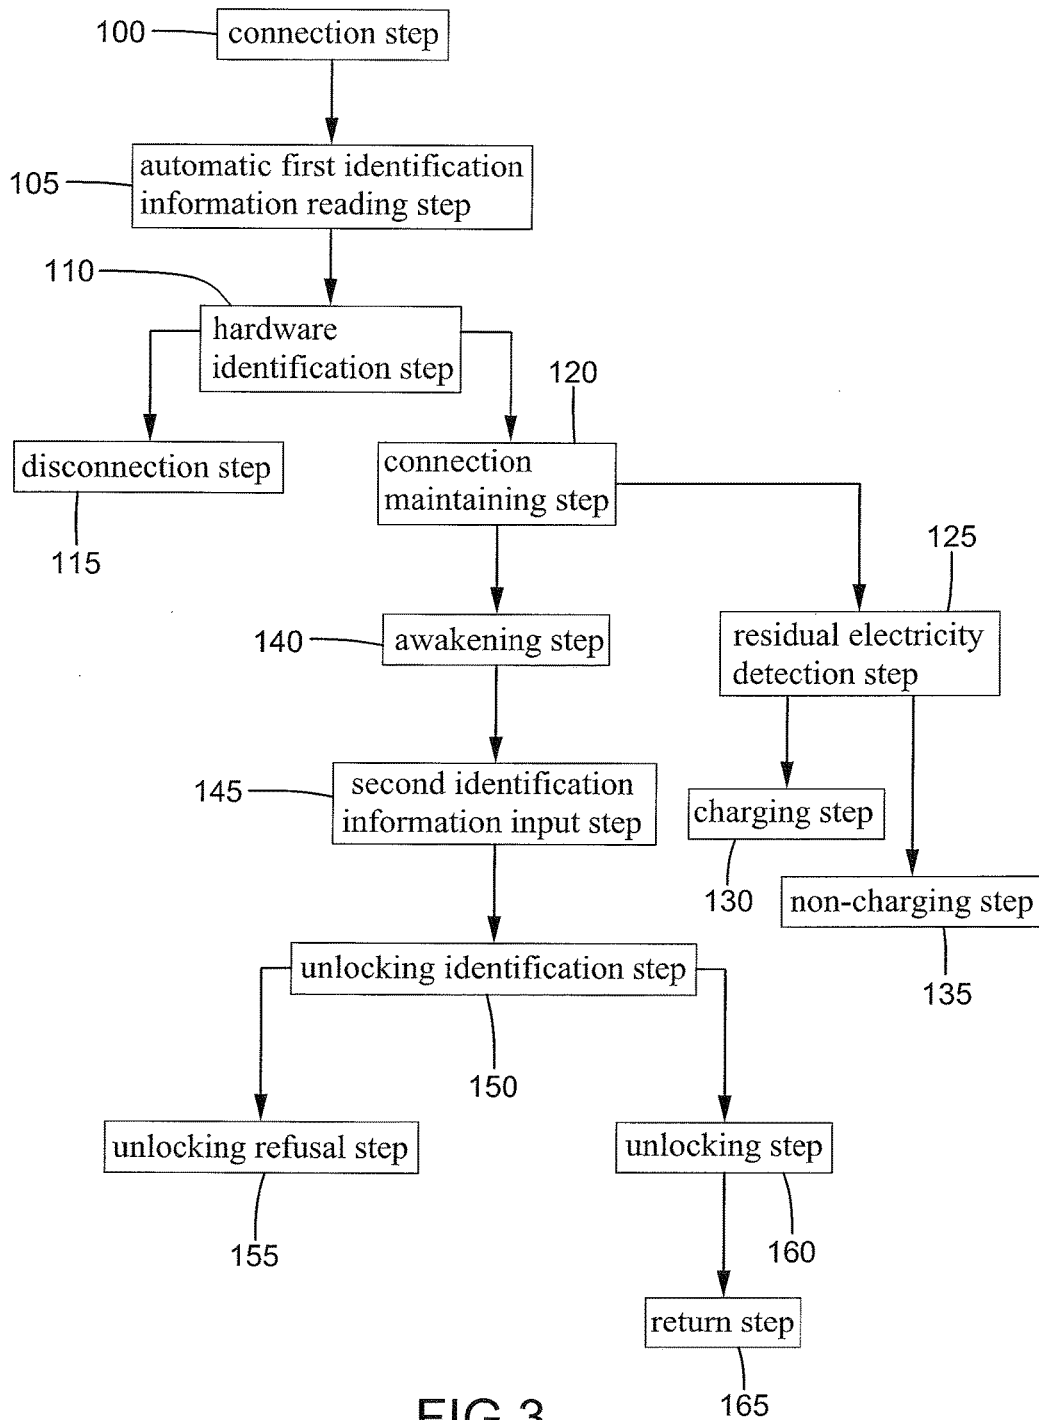 100
connection step
automatic first identification
105
information reading step
110
hardware
identification step
120
disconnection step
connection
maintaining step
115
125
140
awakening step
residual electricity
detection step
145
second identification
information input step
charging step
130
non-charging step
135
unlocking identification step
150
unlocking refusal step
unlocking step
155
160
return step
165
FIG.3